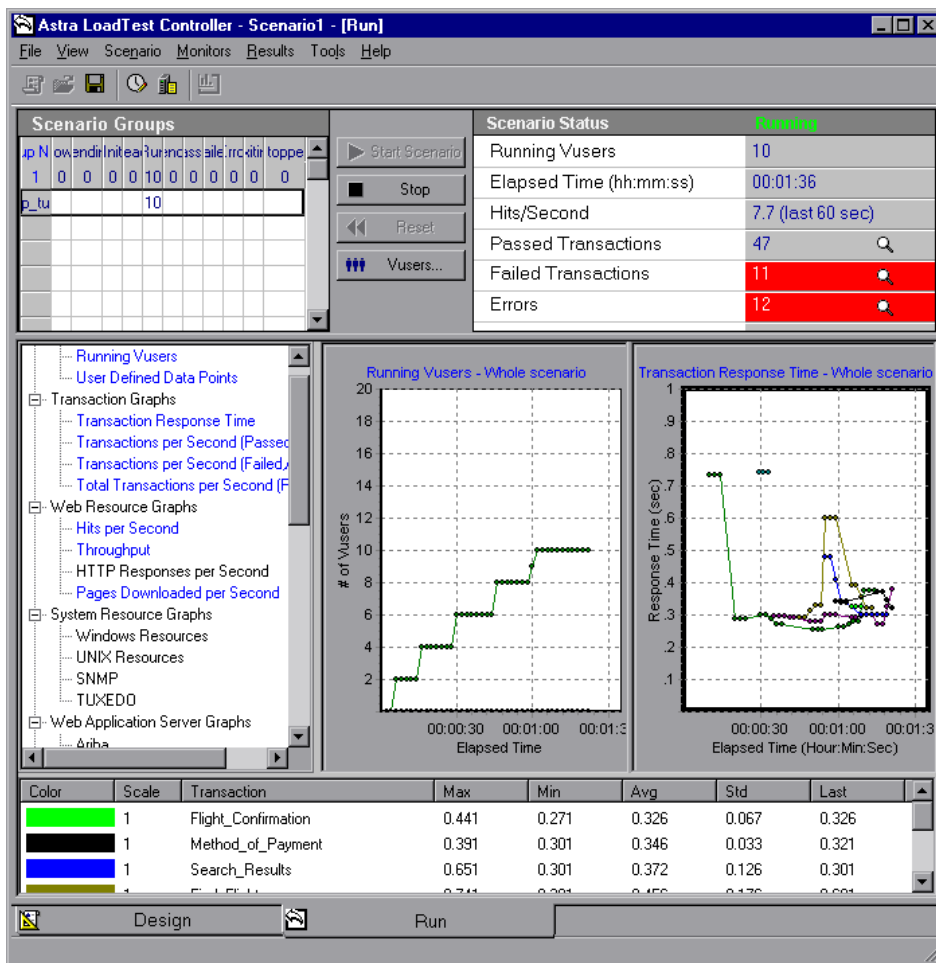 Astra LoadTest Controller - Scenario1 - [Run]
File View Scenario Monitors Results Tools Help
Scenario Groups
1 0 0 0 0 10 0 0 0 0 0 0
10
Start Scenario
Stop
Reset
Vusers...
Scenario Status Running
Running Vusers 10
Elapsed Time (hh:mm:ss) 00:01:36
Hits/Second 7.7 (last 60 sec)
Passed Transactions 47
Failed Transactions 11
Errors 12
Running Vusers
User Defined Data Points
Transaction Graphs
Transaction Response Time
Transactions per Second (Passed
Transactions per Second (Failed,
Total Transactions per Second (
Web Resource Graphs
Hits per Second
Throughput
HTTP Responses per Second
Pages Downloaded per Second
System Resource Graphs
Windows Resources
UNIX Resources
SNMP
TUXEDO
Web Application Server Graphs
Ariba
Running Vusers - Whole scenario
20
18
16
14
12
10
8
6
4
2
# of Vusers
00:00:30 00:01:00 00:01:3
Elapsed Time
Transaction Response Time - Whole scenario
1
.9
.8
.7
.6
.5
.4
.3
.2
.1
Response Time (sec)
00:00:30 00:01:00 00:01:3
Elapsed Time (Hour:Min:Sec)
Color Scale Transaction Max Min Avg Std Last
1 Flight_Confirmation 0.441 0.271 0.326 0.067 0.326
1 Method_of_Payment 0.391 0.301 0.346 0.033 0.321
1 Search_Results 0.651 0.301 0.372 0.126 0.301
Design
Run